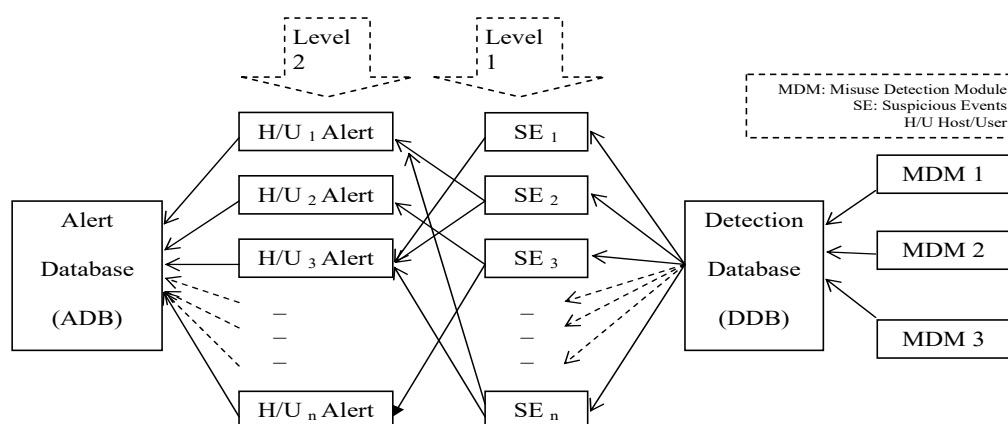 Level
2
Level
1
MDM: Misuse Detection Module
SE: Suspicious Events
H/U Host/User
H/U 1 Alert
SE 1
MDM 1
H/U 2 Alert
SE 2
Alert
Database
(ADB)
Detection
Database
(DDB)
MDM 2
H/U 3 Alert
SE 3
–
–
–
–
–
–
MDM 3
H/U n Alert
SE n